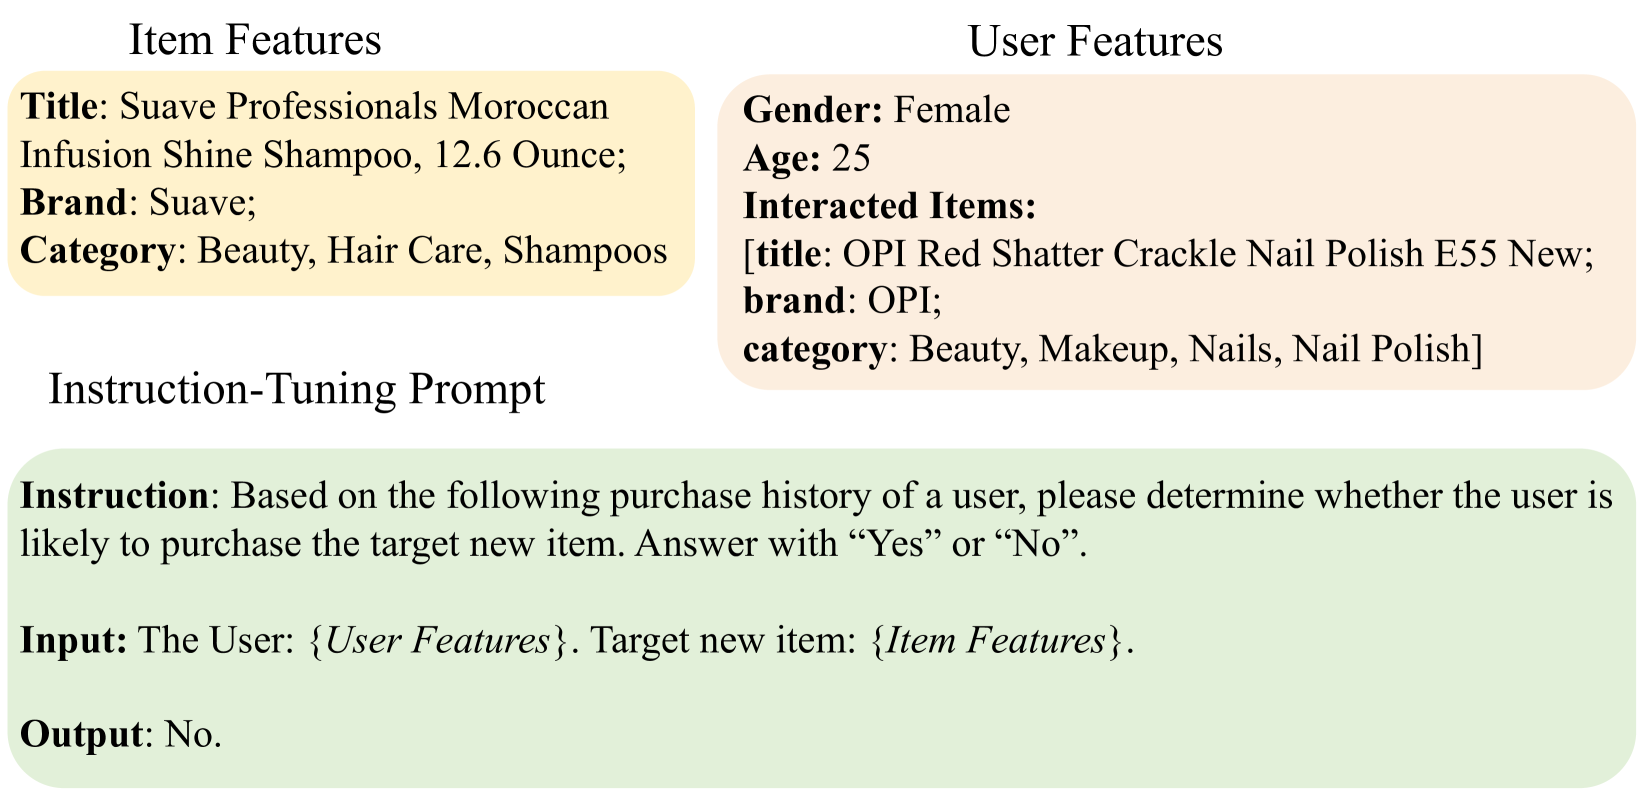 Item Features
Title: Suave Professionals Moroccan
Infusion Shine Shampoo, 12.6 Ounce;
Brand: Suave;
Category: Beauty, Hair Care, Shampoos
User Features
Gender: Female
Age: 25
Interacted Items:
[title: OPI Red Shatter Crackle Nail Polish E55 New;
brand: OPI;
category: Beauty, Makeup, Nails, Nail Polish]
Instruction-Tuning Prompt
Instruction: Based on the following purchase history of a user, please determine whether the user is
likely to purchase the target new item. Answer with “Yes” or “No”.
Input: The User: {User Features}. Target new item: {Item Features}.
Output: No.